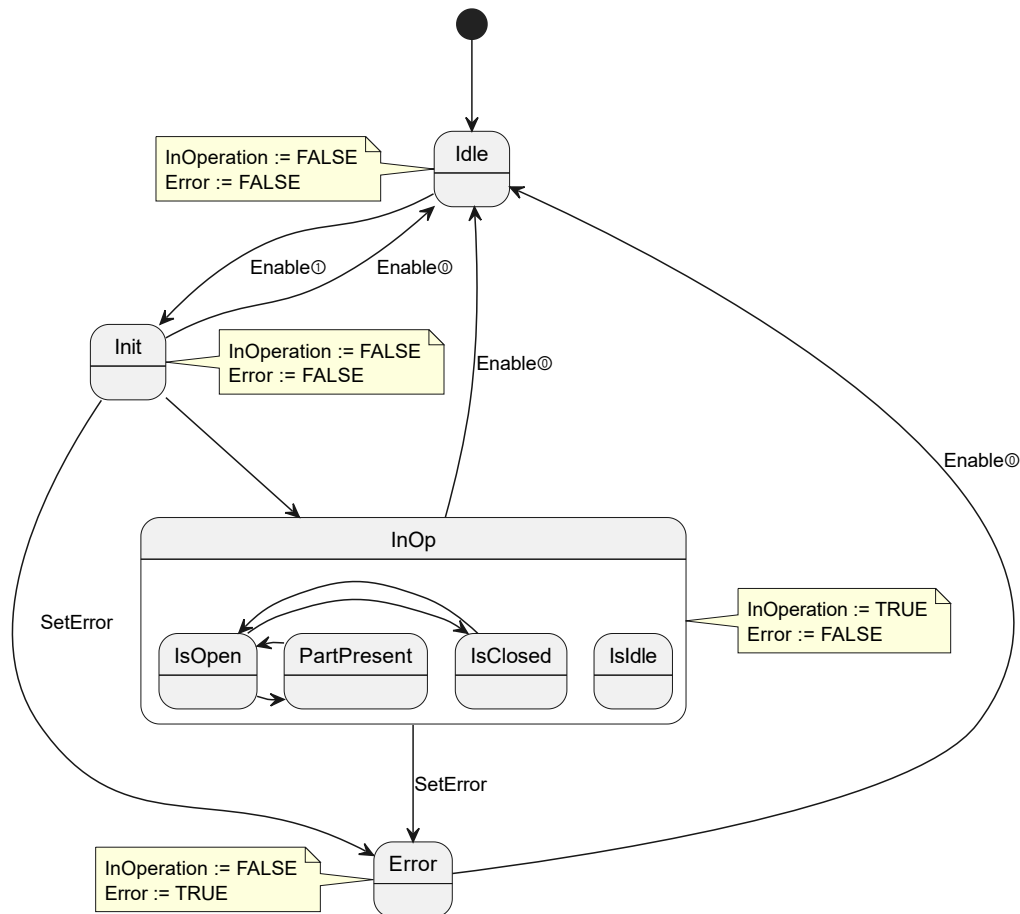 Idle
InOperation := FALSE
Error := FALSE
Enable①
Enable⓪
Init
InOperation := FALSE
Error := FALSE
Enable⓪
Enable⓪
InOp
InOperation := TRUE
Error := FALSE
SetError
IsOpen
PartPresent
IsClosed
IsIdle
SetError
Error
InOperation := FALSE
Error := TRUE